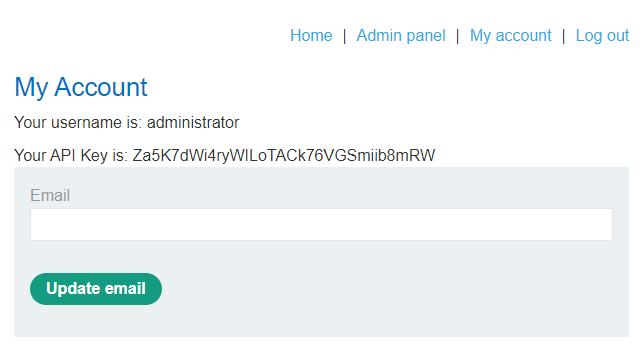 Home | Admin panel | My account | Log out
My Account
Your username is: administrator
Your API Key is: Za5K7dWi4ryWlLoTACk76VGSmiib8mRW
Email
Update email